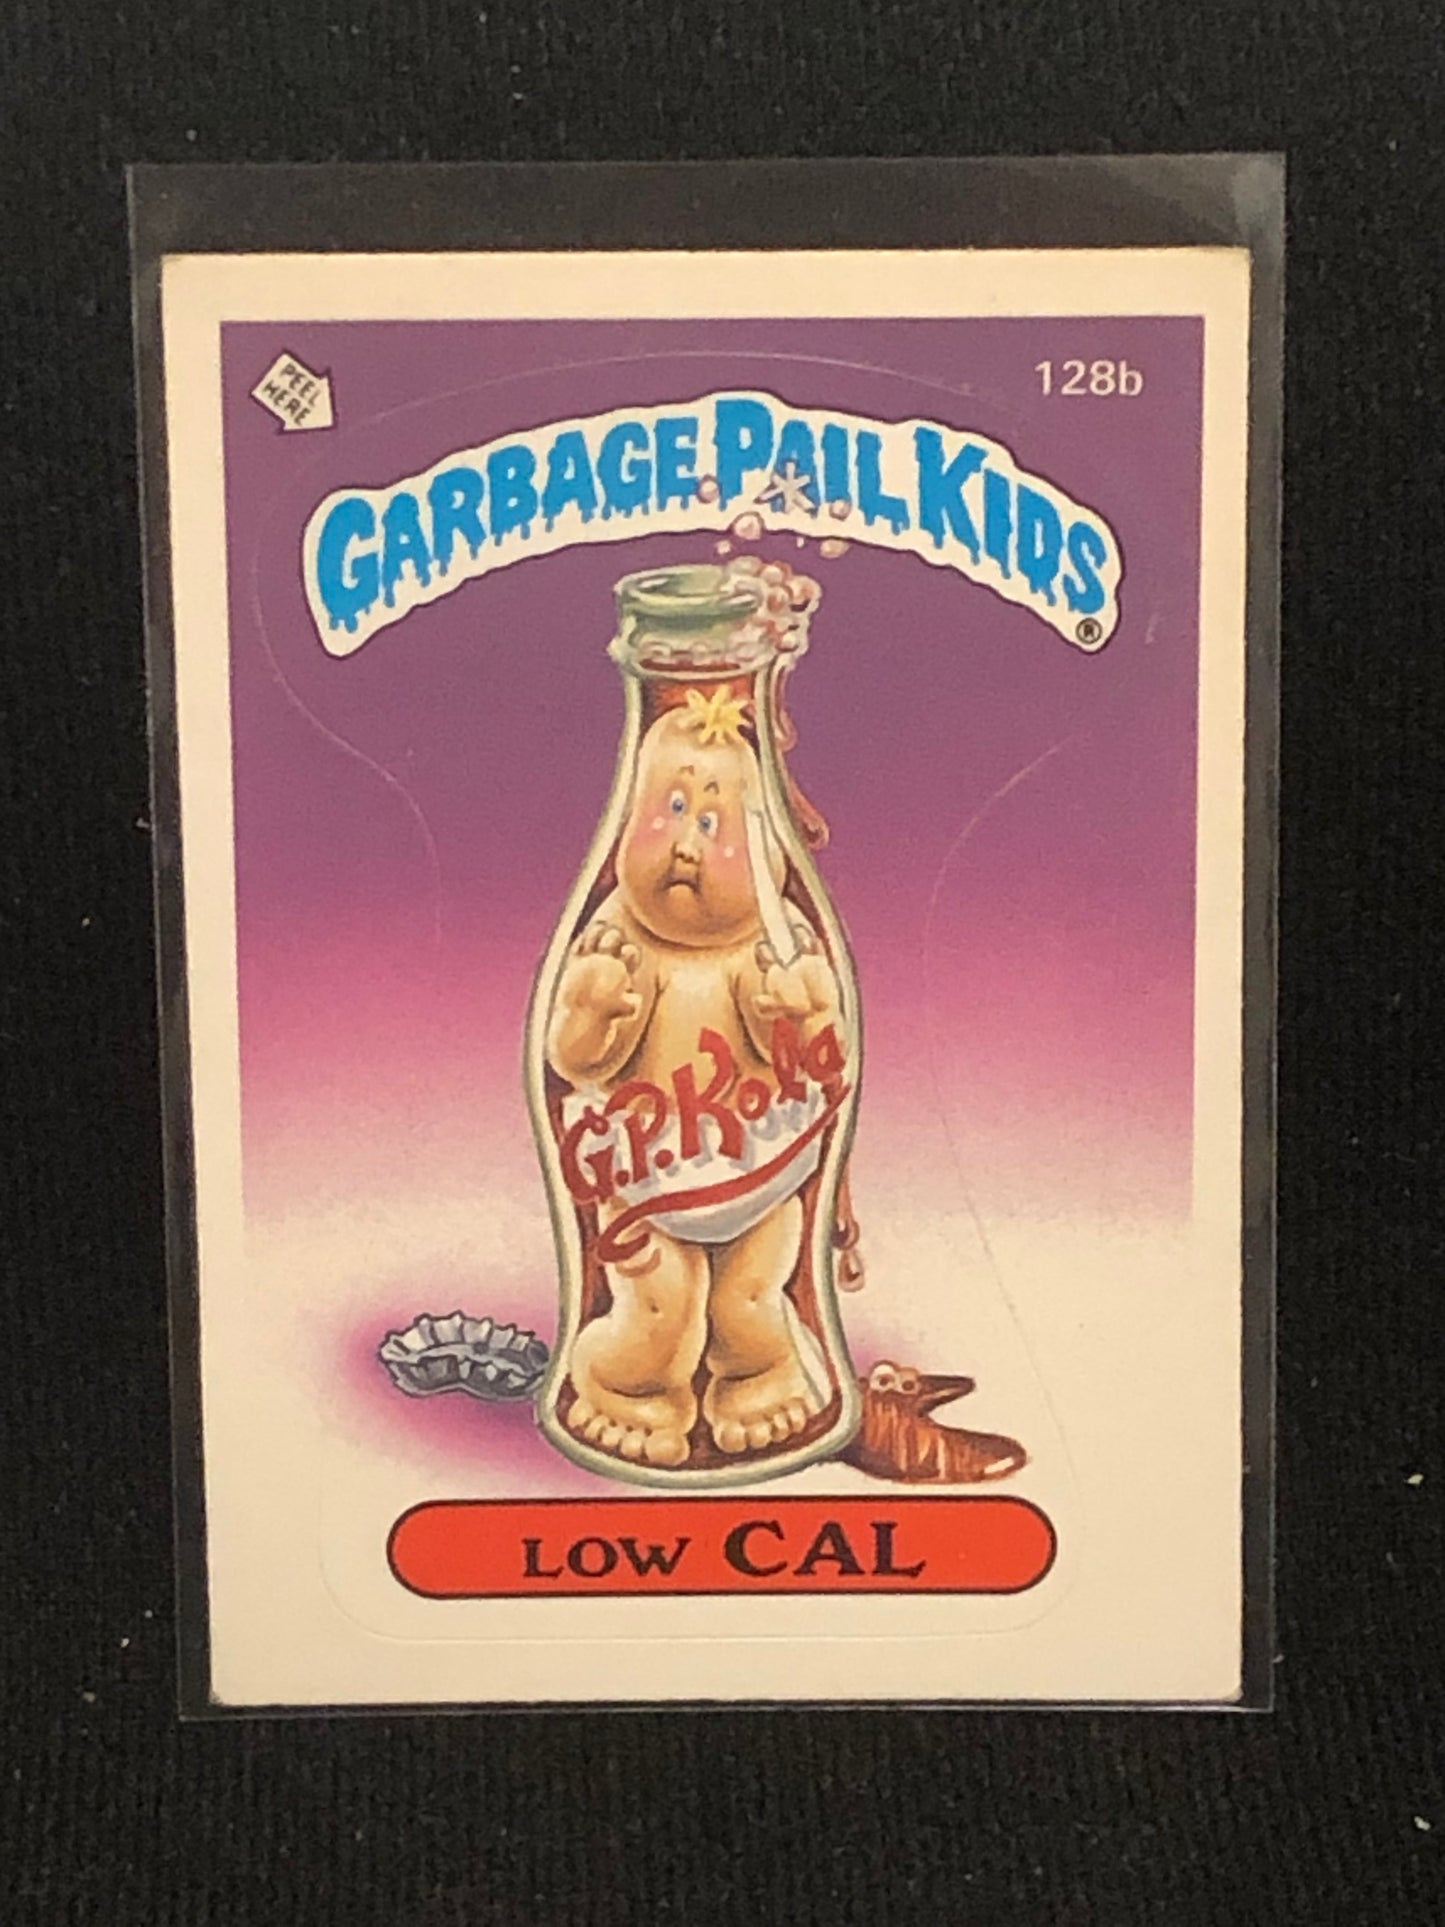 PEEL
HERE
128b
GARBAGE PAIL KIDS
®
G.P. Kola
LOW CAL